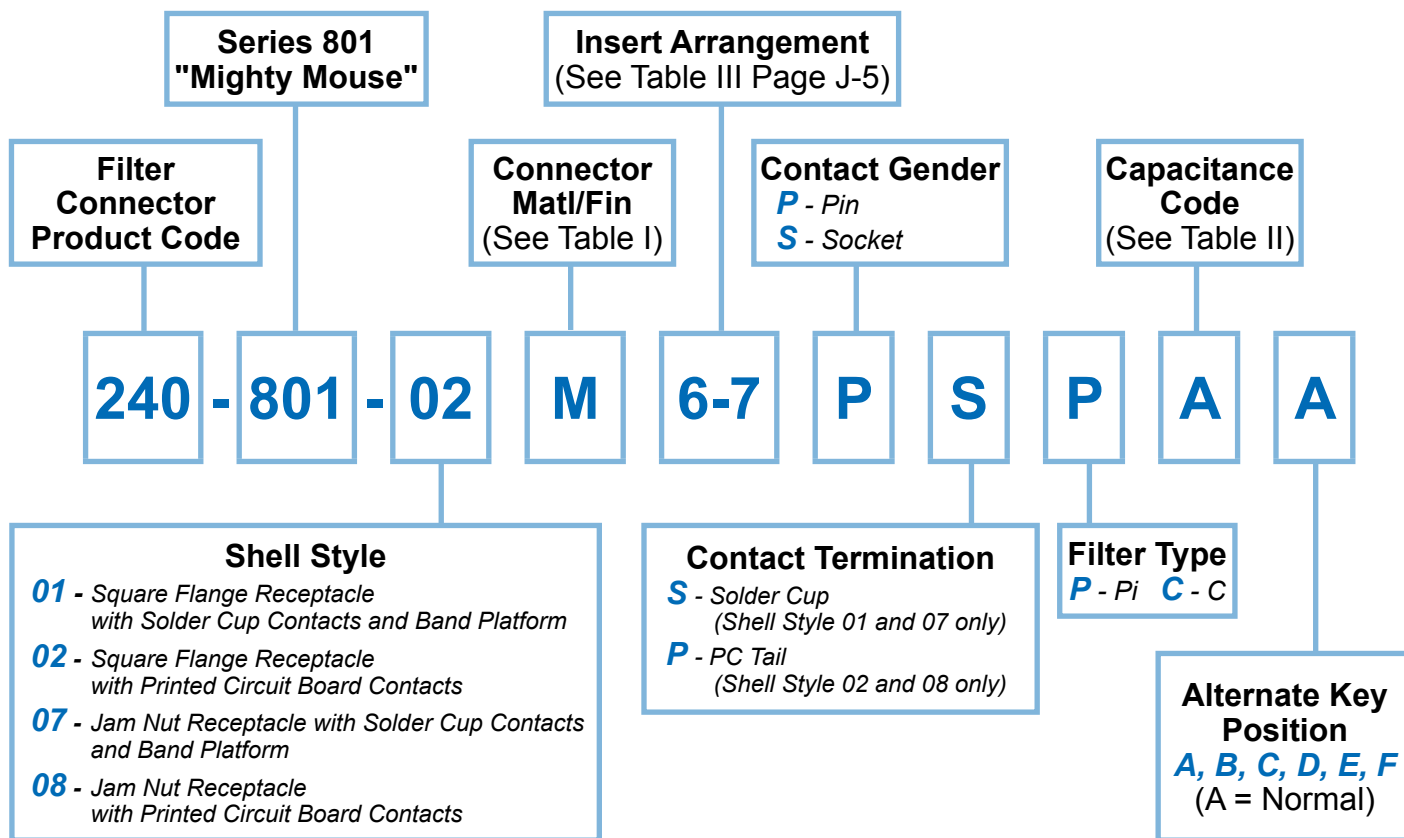 Series 801
"Mighty Mouse"
Insert Arrangement
(See Table III Page J-5)
Filter
Connector
Product Code
Connector
Matl/Fin
(See Table I)
Contact Gender
P - Pin
S - Socket
Capacitance
Code
(See Table II)
240 - 801 - 02 M 6-7 P S P A A
Shell Style
01 - Square Flange Receptacle
with Solder Cup Contacts and Band Platform
02 - Square Flange Receptacle
with Printed Circuit Board Contacts
07 - Jam Nut Receptacle with Solder Cup Contacts
and Band Platform
08 - Jam Nut Receptacle
with Printed Circuit Board Contacts
Contact Termination
S - Solder Cup
(Shell Style 01 and 07 only)
P - PC Tail
(Shell Style 02 and 08 only)
Filter Type
P - Pi C - C
Alternate Key
Position
A, B, C, D, E, F
(A = Normal)